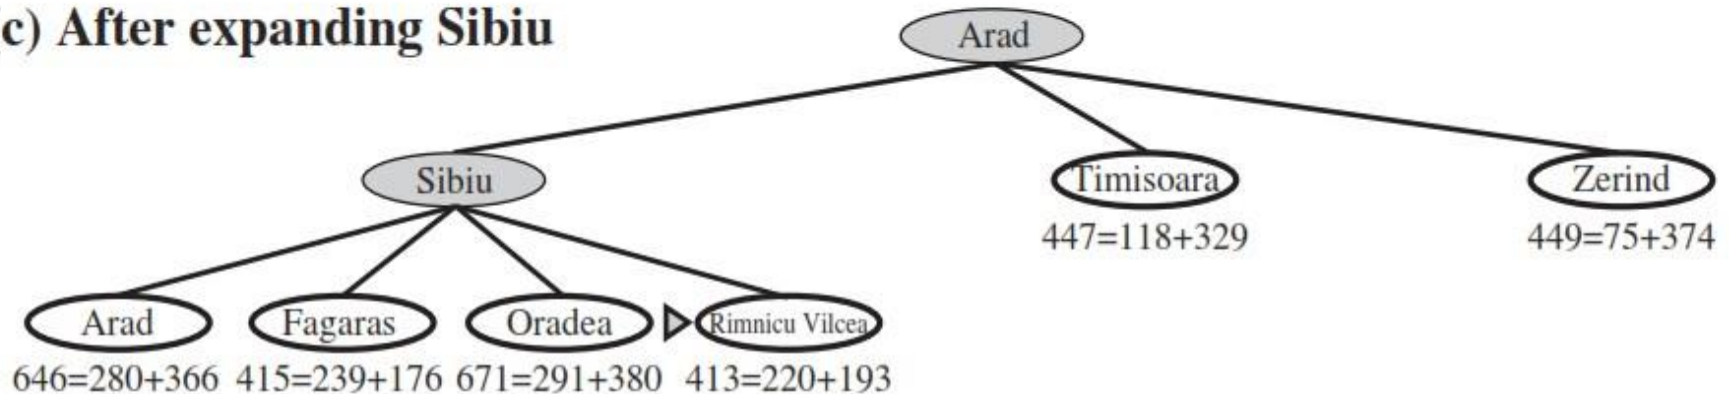 c) After expanding Sibiu
Arad
Sibiu
Timisoara
Zerind
447=118+329
449=75+374
Arad
Fagaras
Oradea
Rimnicu Vilcea
646=280+366
415=239+176
671=291+380
413=220+193